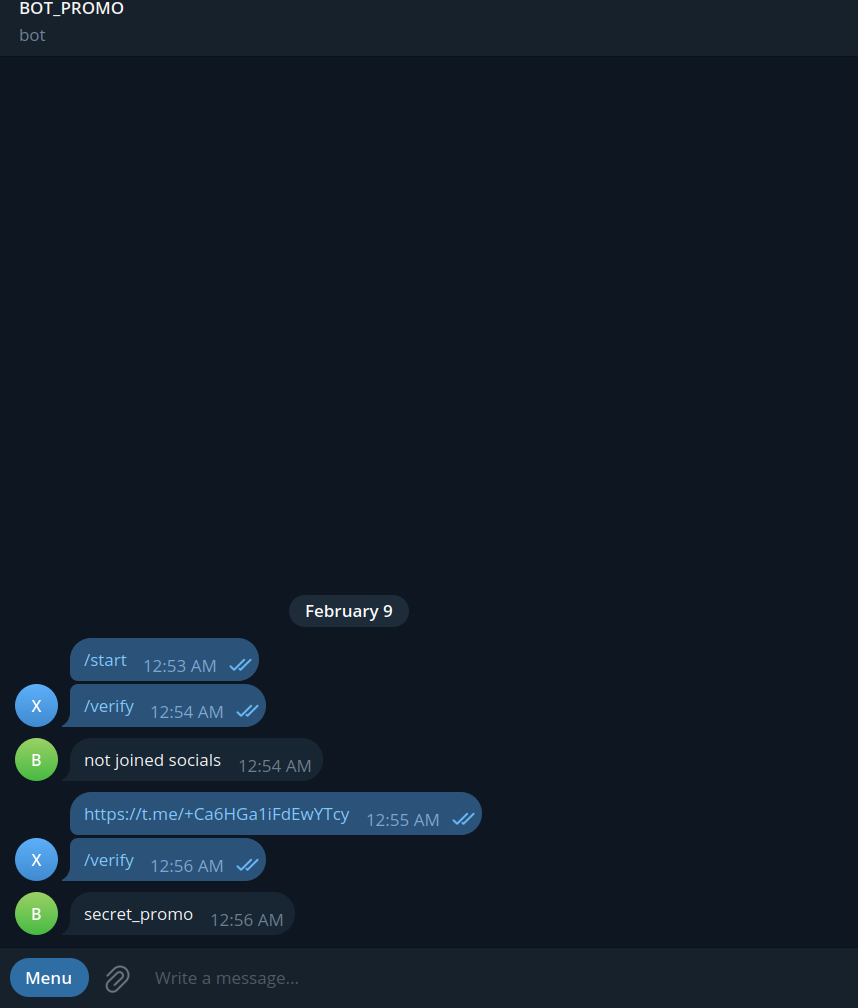 BOT_PROMO
bot
February 9
/start 12:53 AM
X /verify 12:54 AM
B not joined socials 12:54 AM
https://t.me/+Ca6HGa1iFdEwYTcy 12:55 AM
X /verify 12:56 AM
B secret_promo 12:56 AM
Menu Write a message...